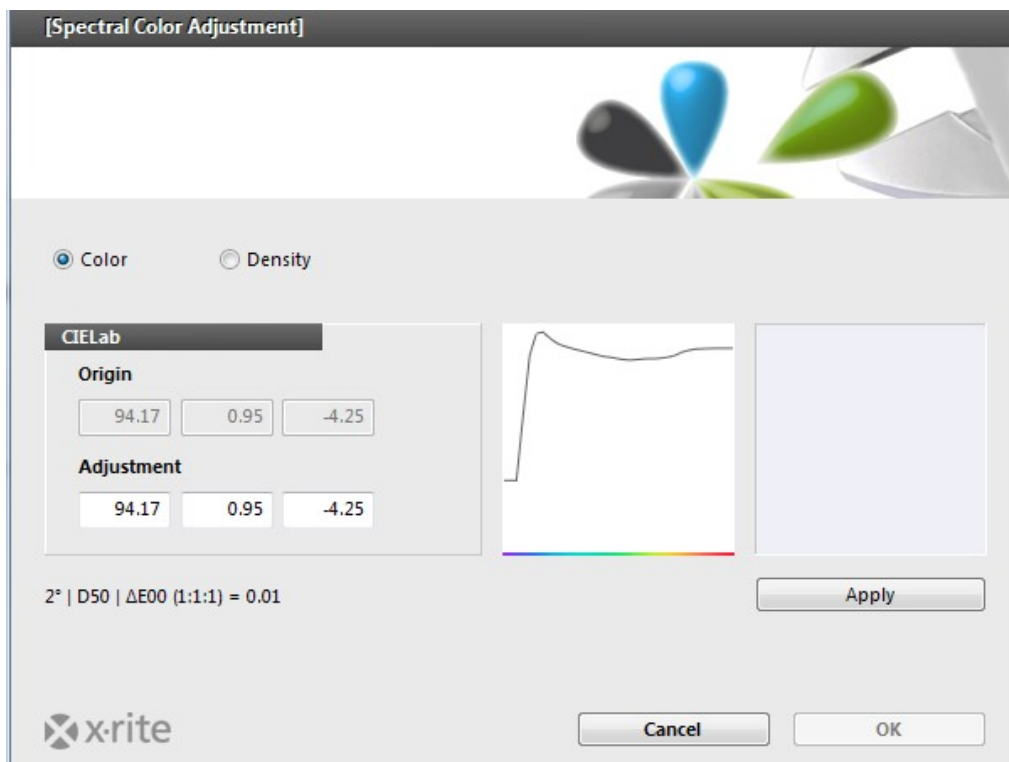 [Spectral Color Adjustment]
Color Density
CIELab
Origin
94.17 0.95 -4.25
Adjustment
94.17 0.95 -4.25
2° | D50 | ΔE00 (1:1:1) = 0.01
Apply
x·rite
Cancel OK